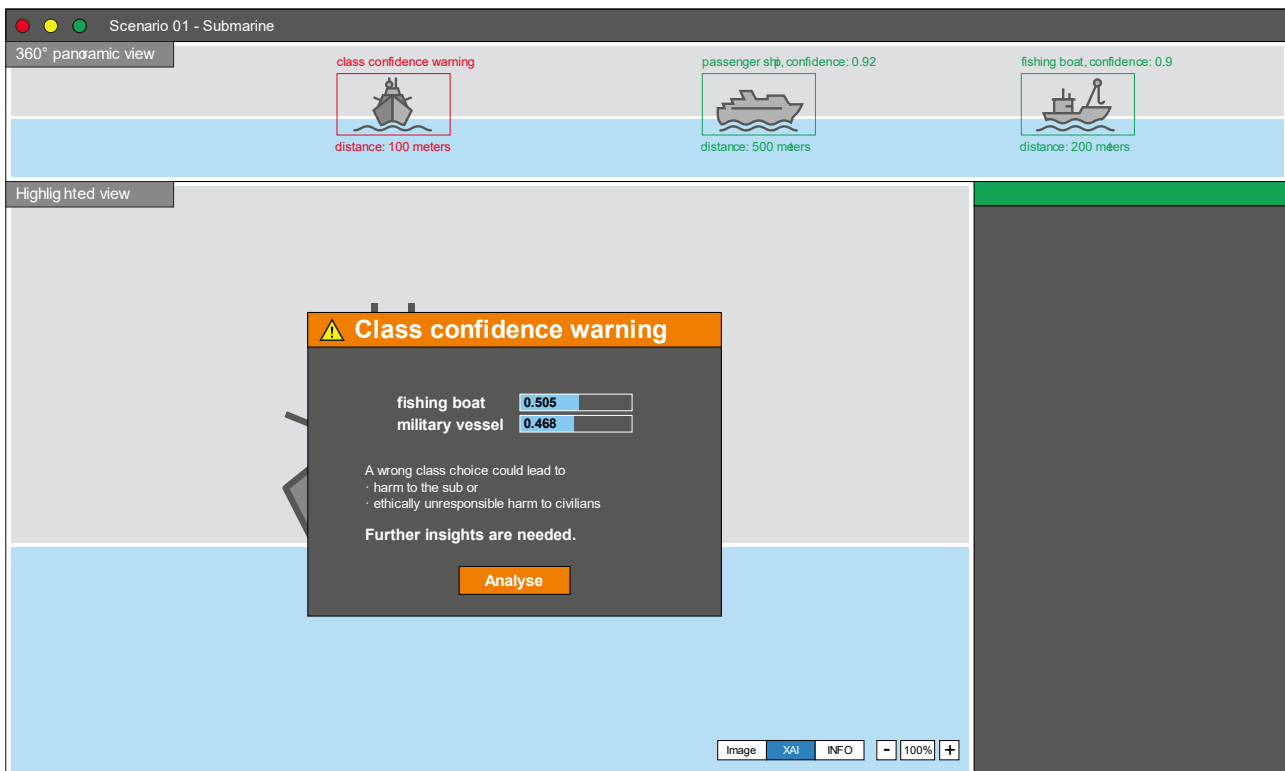 Scenario 01 - Submarine
360° panoramic view
class confidence warning
passenger ship, confidence: 0.92
fishing boat, confidence: 0.9
distance: 100 meters
distance: 500 meters
distance: 200 meters
Highlighted view
Class confidence warning
fishing boat 0.505
military vessel 0.468
A wrong class choice could lead to
· harm to the sub or
· ethically unresponsible harm to civilians
Further insights are needed.
Analyse
Image XAI INFO - 100% +